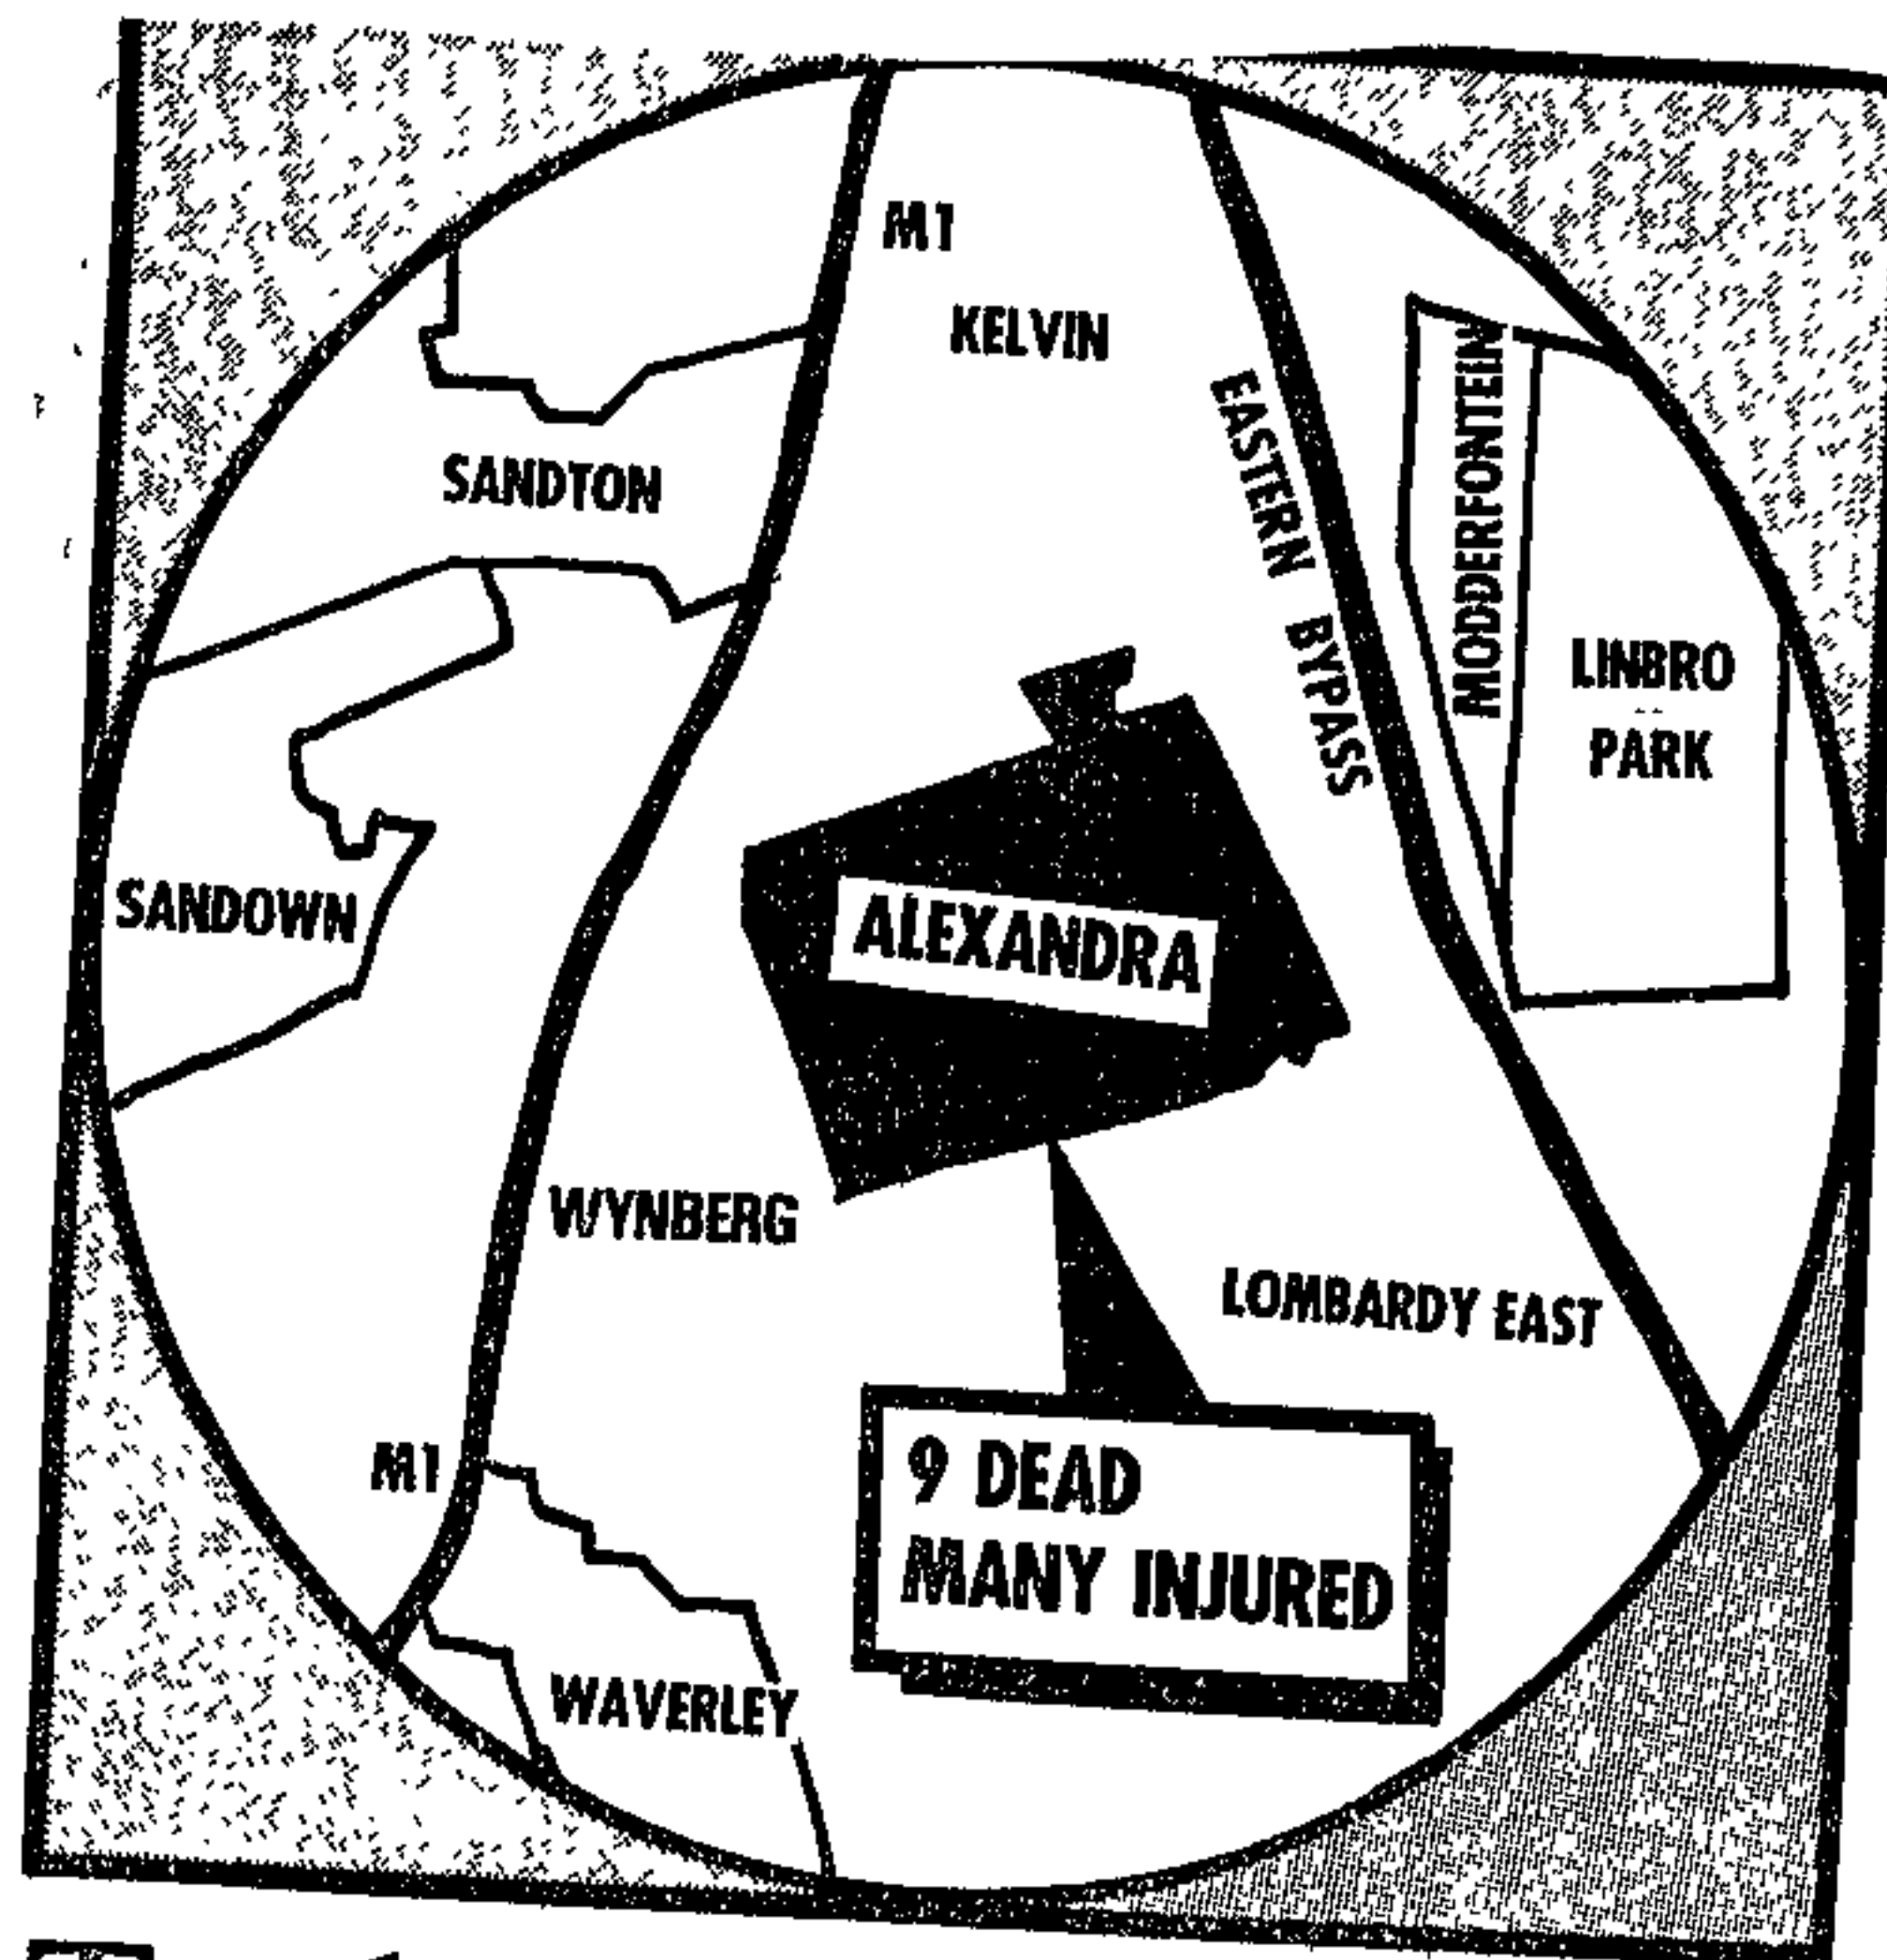 M1
KELVIN
SANDTON
EASTERN BYPASS
MODDERFONTEIN
LINBRO
PARK
SANDOWN
ALEXANDRA
WYNBERG
LOMBARDY EAST
M1
9 DEAD
MANY INJURED
WAVERLEY